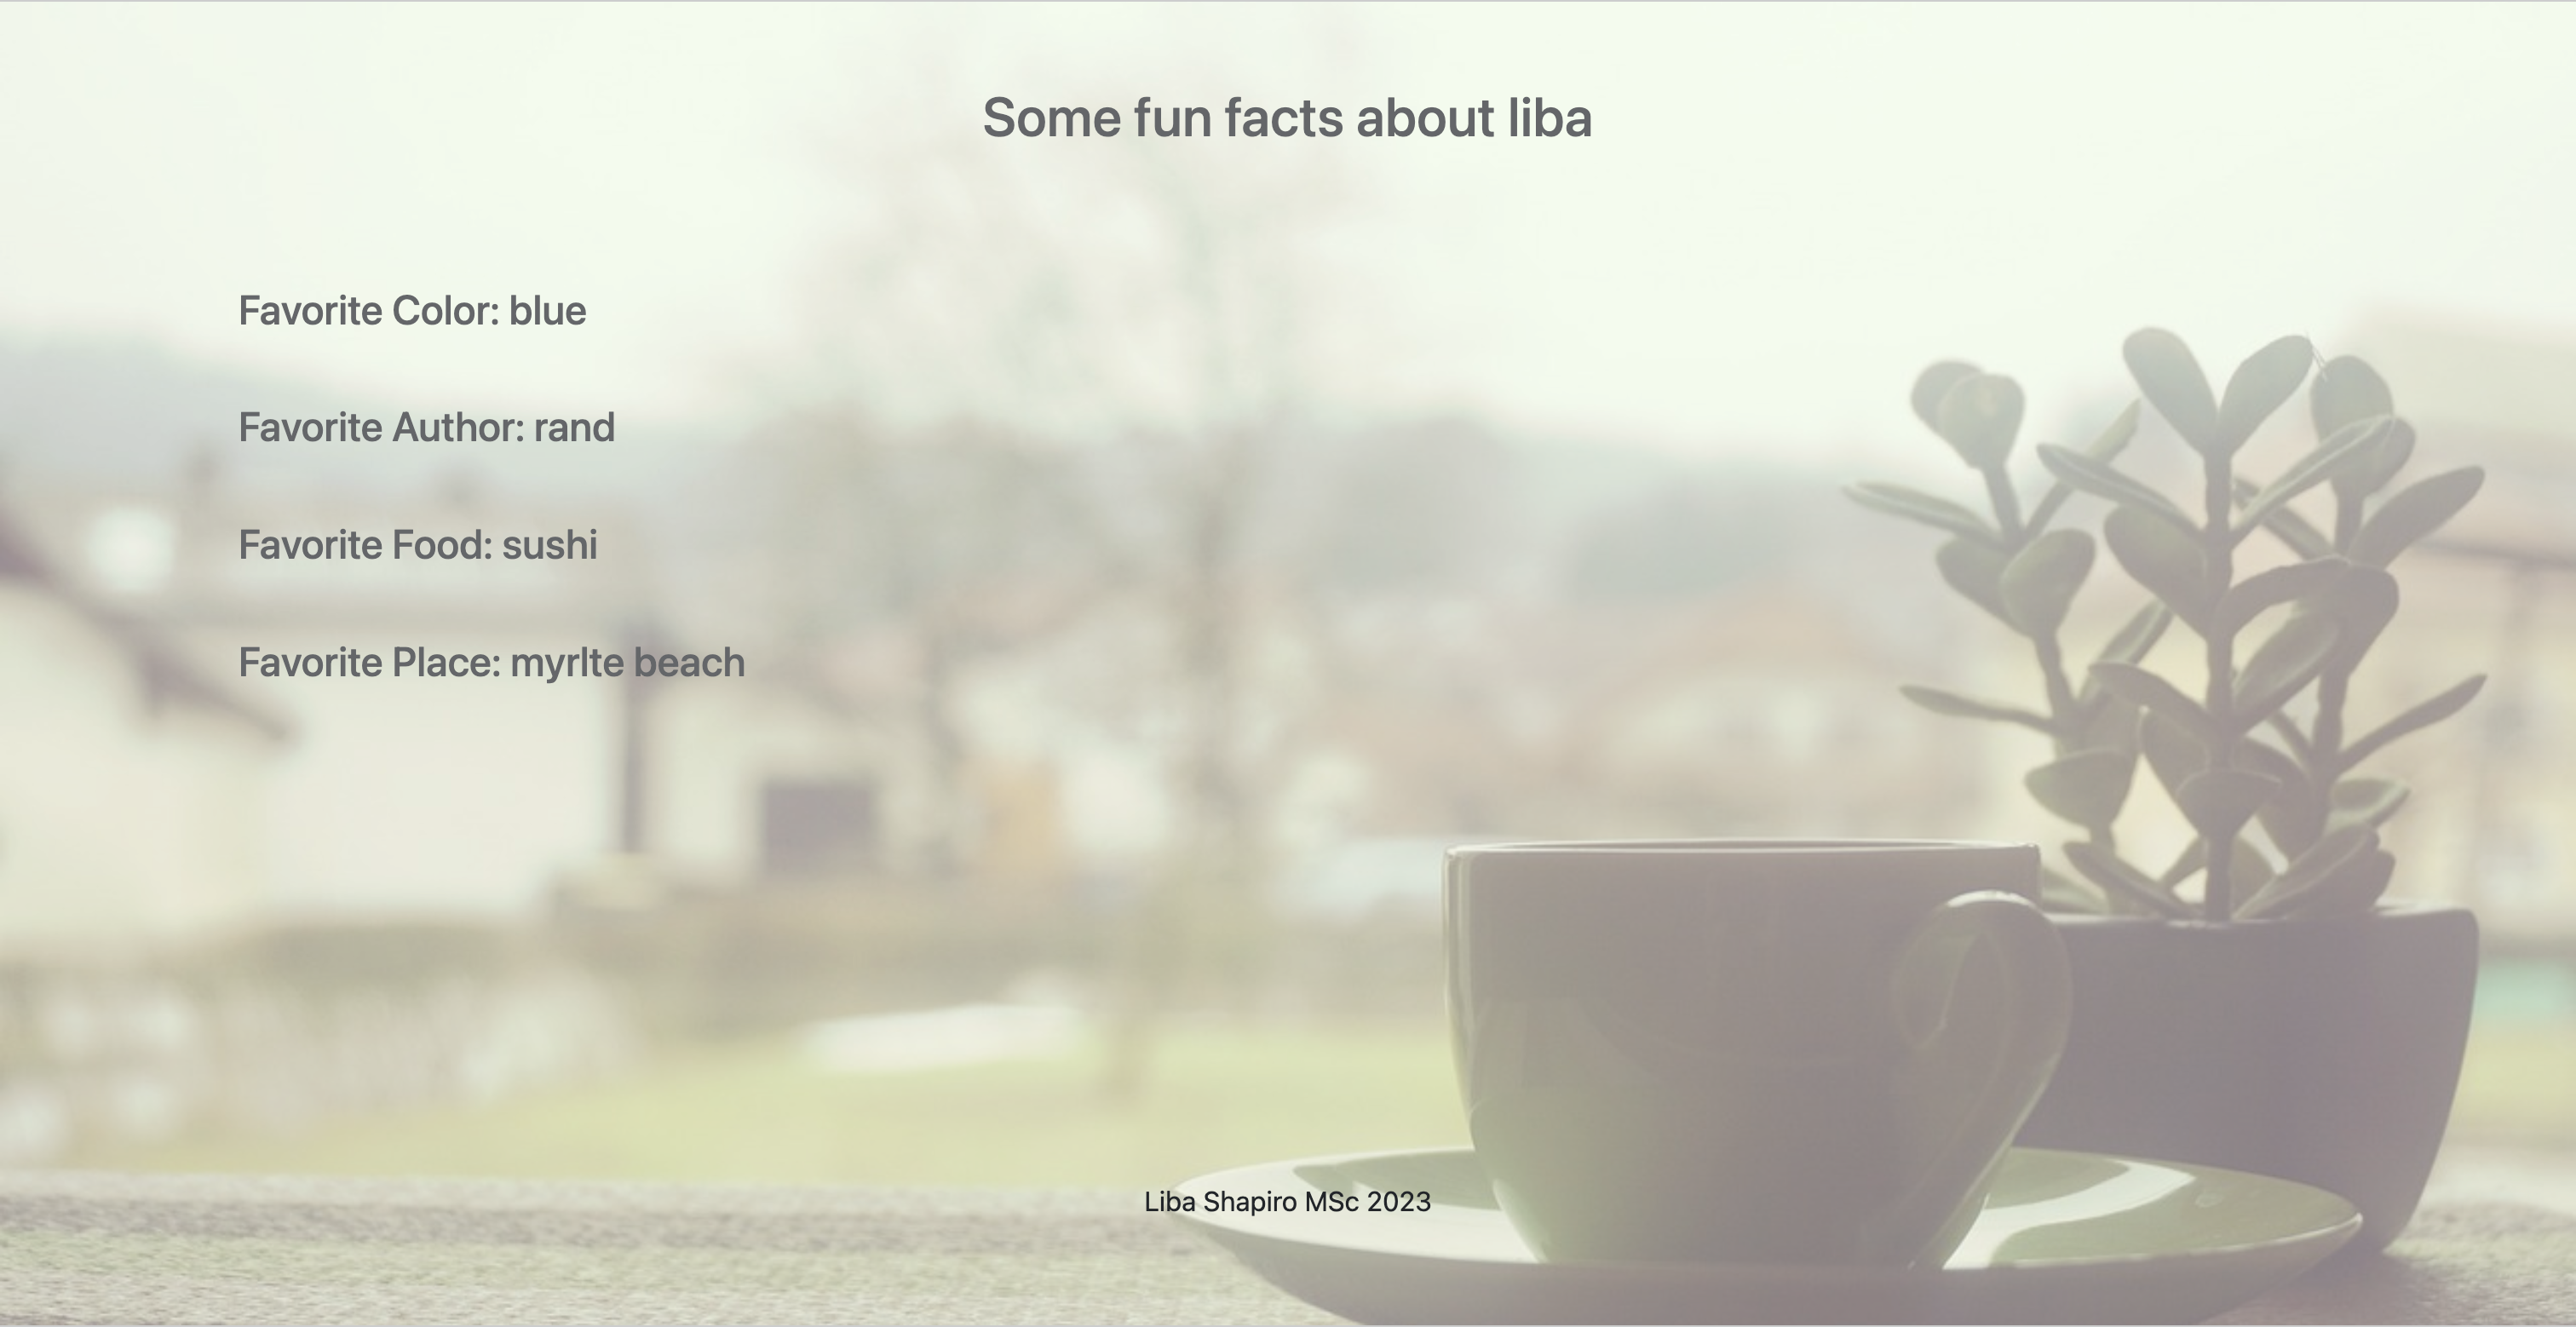 Some fun facts about liba
Favorite Color: blue
Favorite Author: rand
Favorite Food: sushi
Favorite Place: myrlte beach
Liba Shapiro MSc 2023